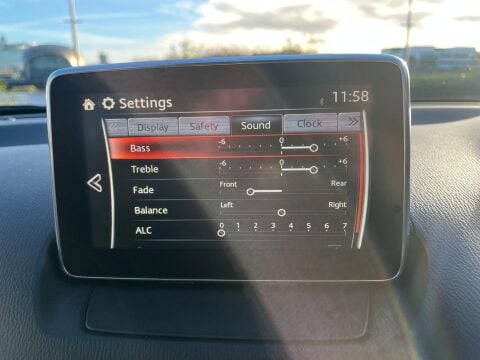 Settings 11:58
Display Safety Sound Clock
Bass -6 0 +6
Treble -6 0 +6
Fade Front Rear
Balance Left Right
ALC 0 1 2 3 4 5 6 7